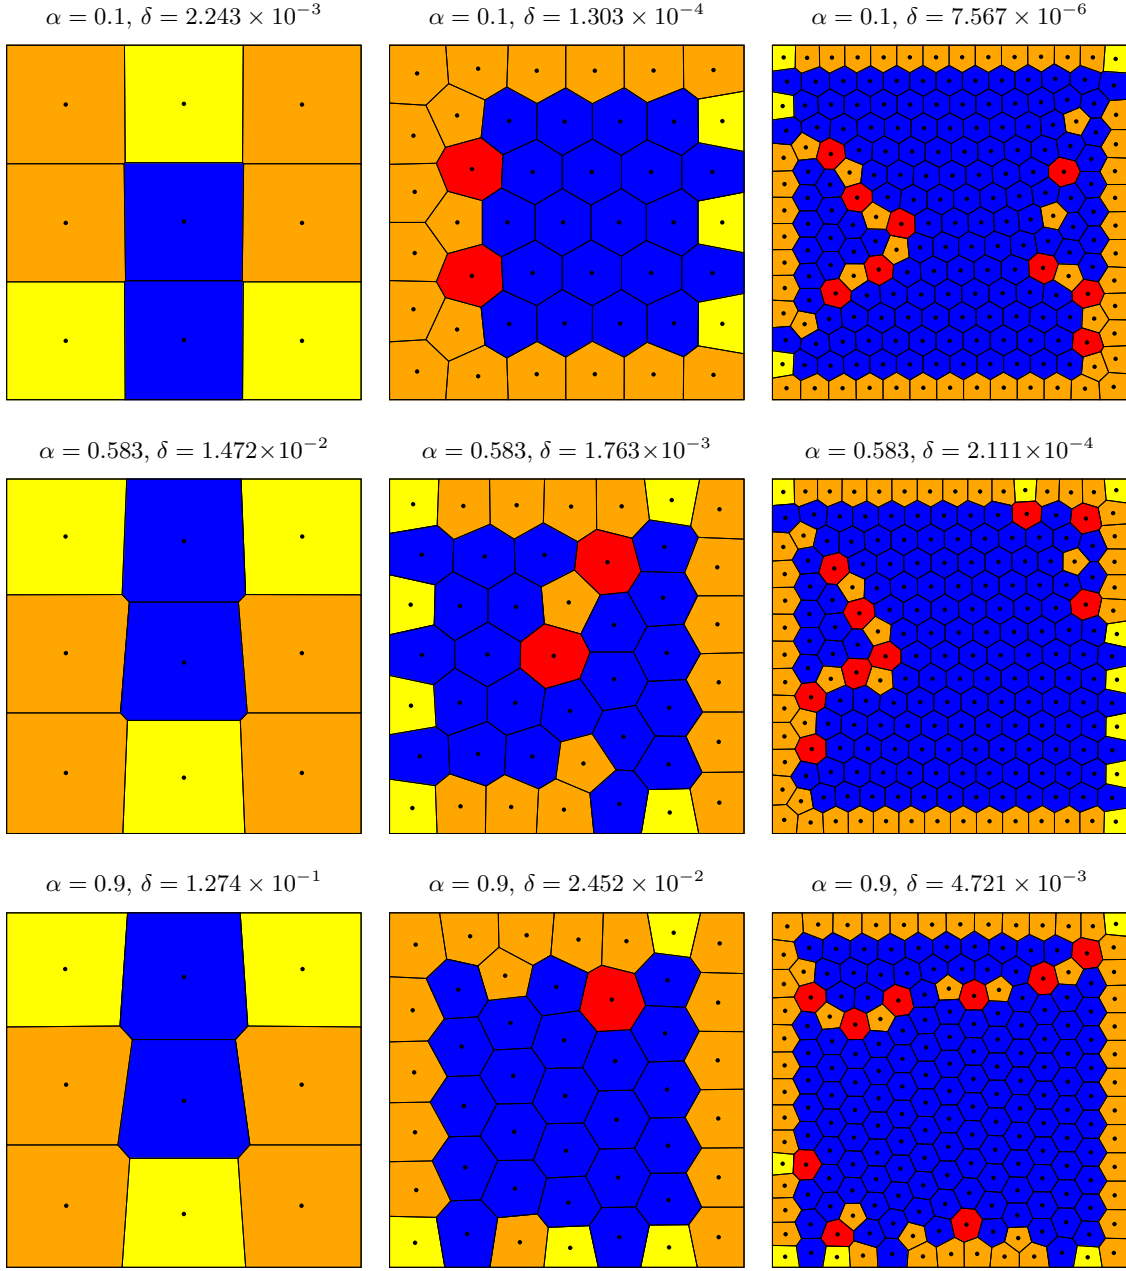 α = 0.1, δ = 2.243 × 10⁻³
α = 0.1, δ = 1.303 × 10⁻⁴
α = 0.1, δ = 7.567 × 10⁻⁶
α = 0.583, δ = 1.472×10⁻²
α = 0.583, δ = 1.763×10⁻³
α = 0.583, δ = 2.111×10⁻⁴
α = 0.9, δ = 1.274 × 10⁻¹
α = 0.9, δ = 2.452 × 10⁻²
α = 0.9, δ = 4.721 × 10⁻³